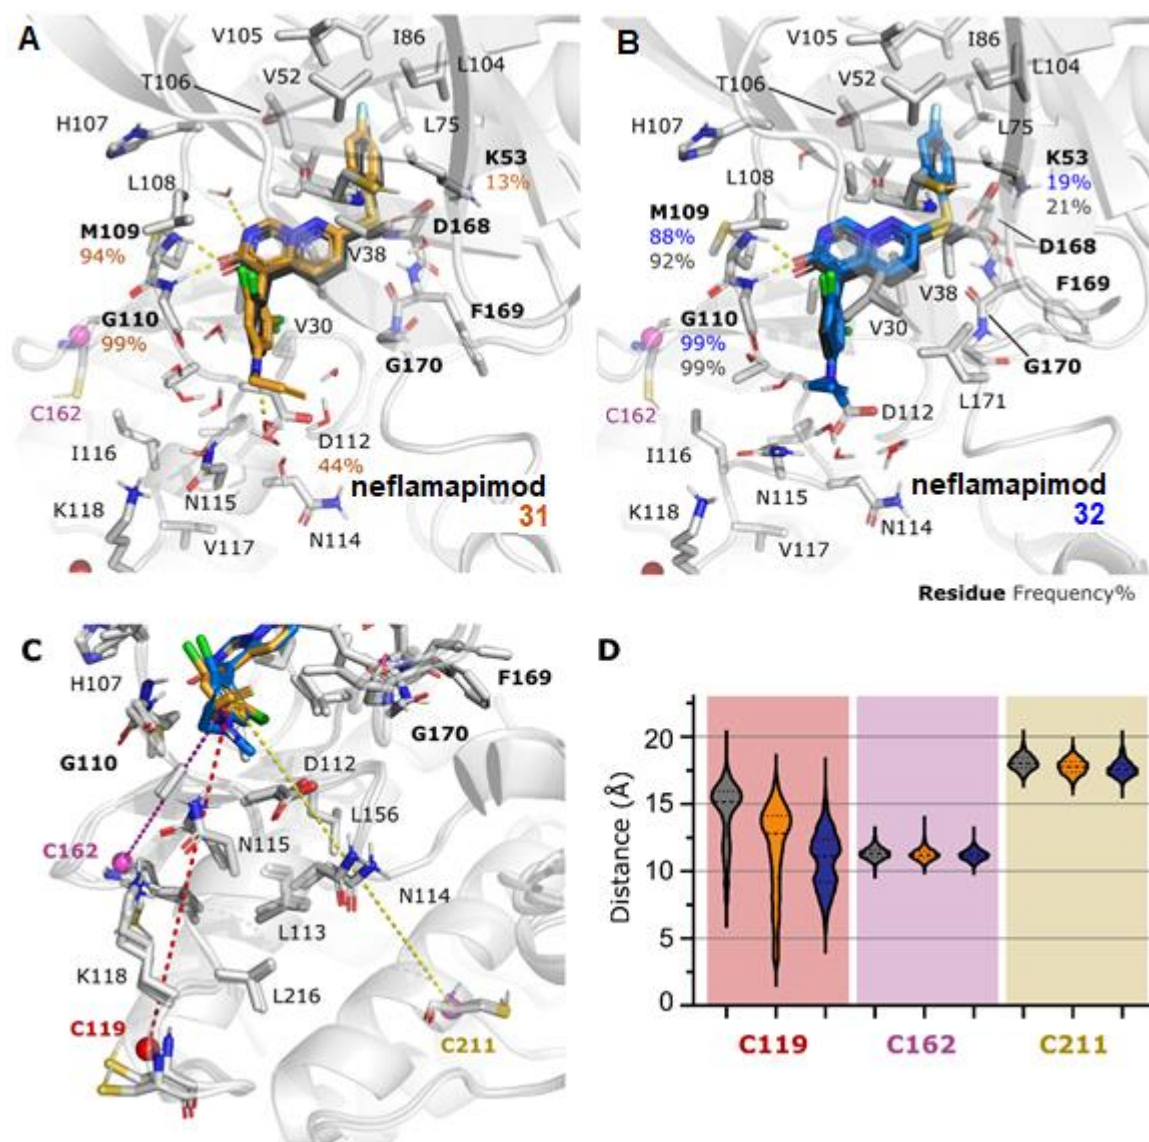 A
V105
I86
V52
L104
T106
H107
L75
K53
13%
L108
M109
94%
D168
V38
G110
99%
V30
F169
G170
C162
D112
44%
I116
N115
neflamapimod
31
K118
V117
N114
B
V105
I86
V52
L104
T106
H107
L75
K53
19%
21%
L108
M109
88%
92%
D168
V38
F169
G110
99%
99%
V30
G170
C162
D112
L171
I116
N115
neflamapimod
32
K118
N114
V117
Residue Frequency%
C
H107
F169
G110
G170
D112
L156
C162
N115
N114
L113
K118
L216
C119
C211
D
Distance (Å)
20
15
10
5
0
C119
C162
C211